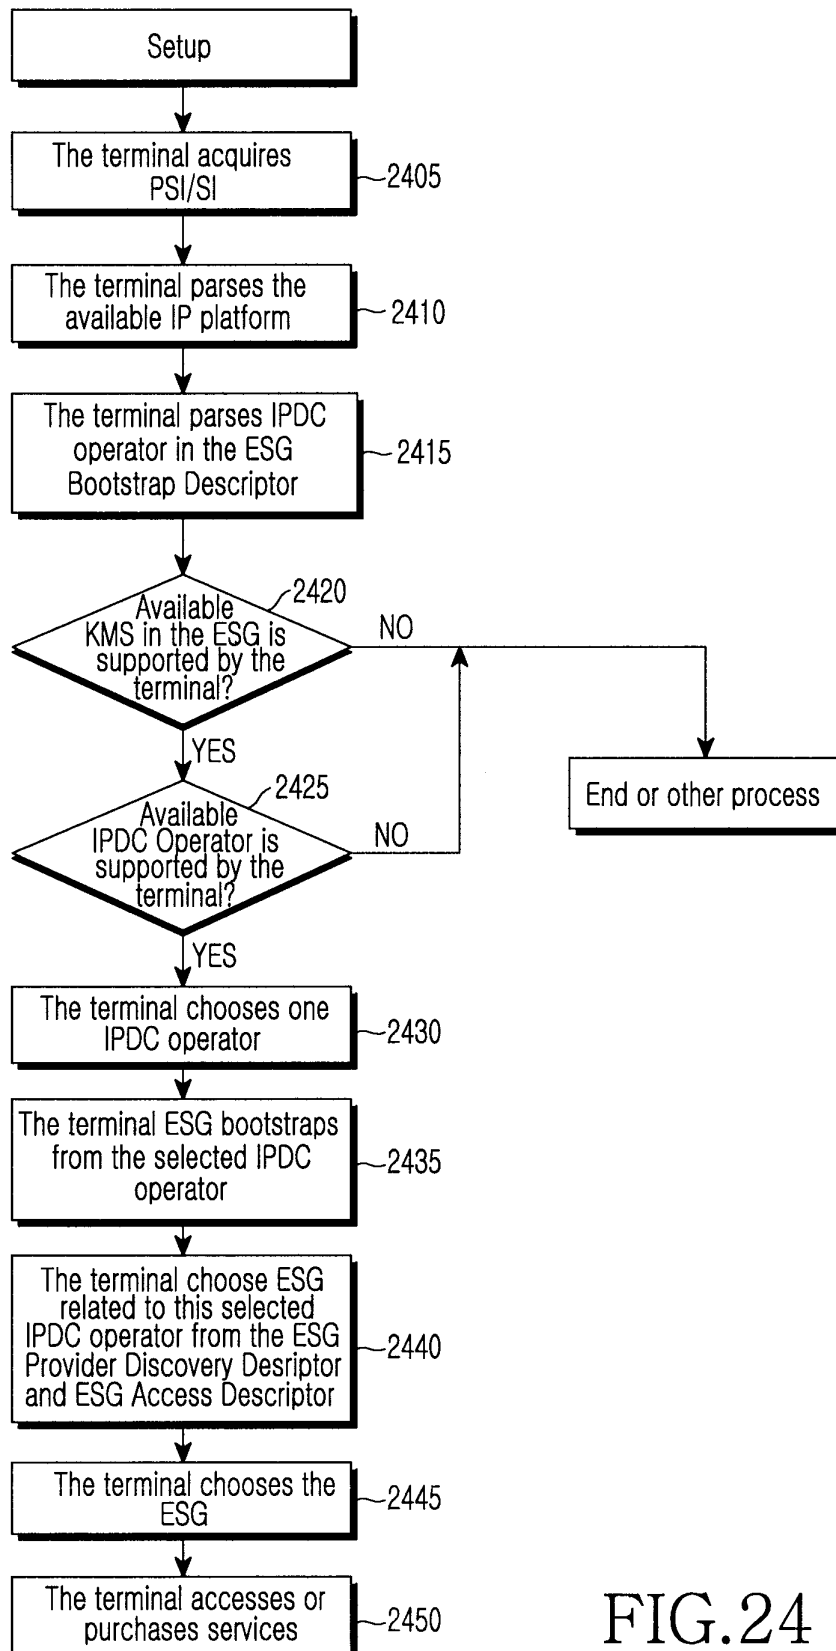 Setup
The terminal acquires
PSI/SI
2405
The terminal parses the
available IP platform
2410
The terminal parses IPDC
operator in the ESG
Bootstrap Descriptor
2415
2420
Available
KMS in the ESG is
supported by the
terminal?
NO
YES
2425
Available
IPDC Operator is
supported by the
terminal?
NO
End or other process
YES
The terminal chooses one
IPDC operator
2430
The terminal ESG bootstraps
from the selected IPDC
operator
2435
The terminal choose ESG
related to this selected
IPDC operator from the ESG
Provider Discovery Desriptor
and ESG Access Descriptor
2440
The terminal chooses the
ESG
2445
The terminal accesses or
purchases services
2450
FIG.24